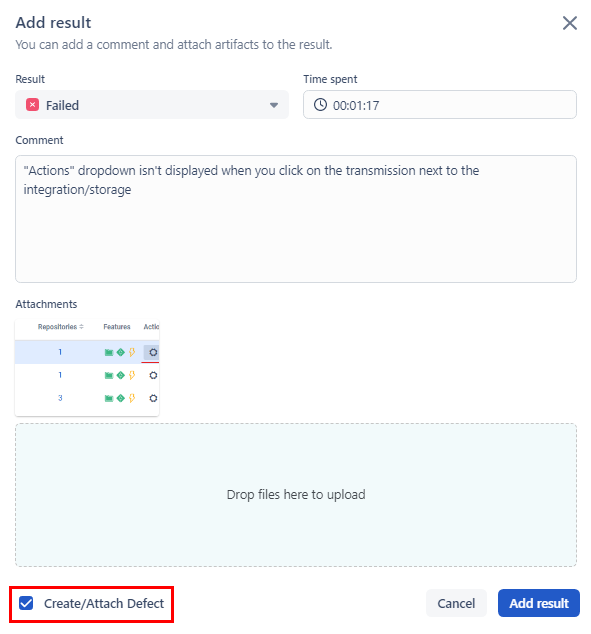 Add result
You can add a comment and attach artifacts to the result.
Result
Time spent
Failed
00:01:17
Comment
"Actions" dropdown isn't displayed when you click on the transmission next to the
integration/storage
Attachments
Repositories Features Actic
1
1
3
Drop files here to upload
Create/Attach Defect
Cancel
Add result